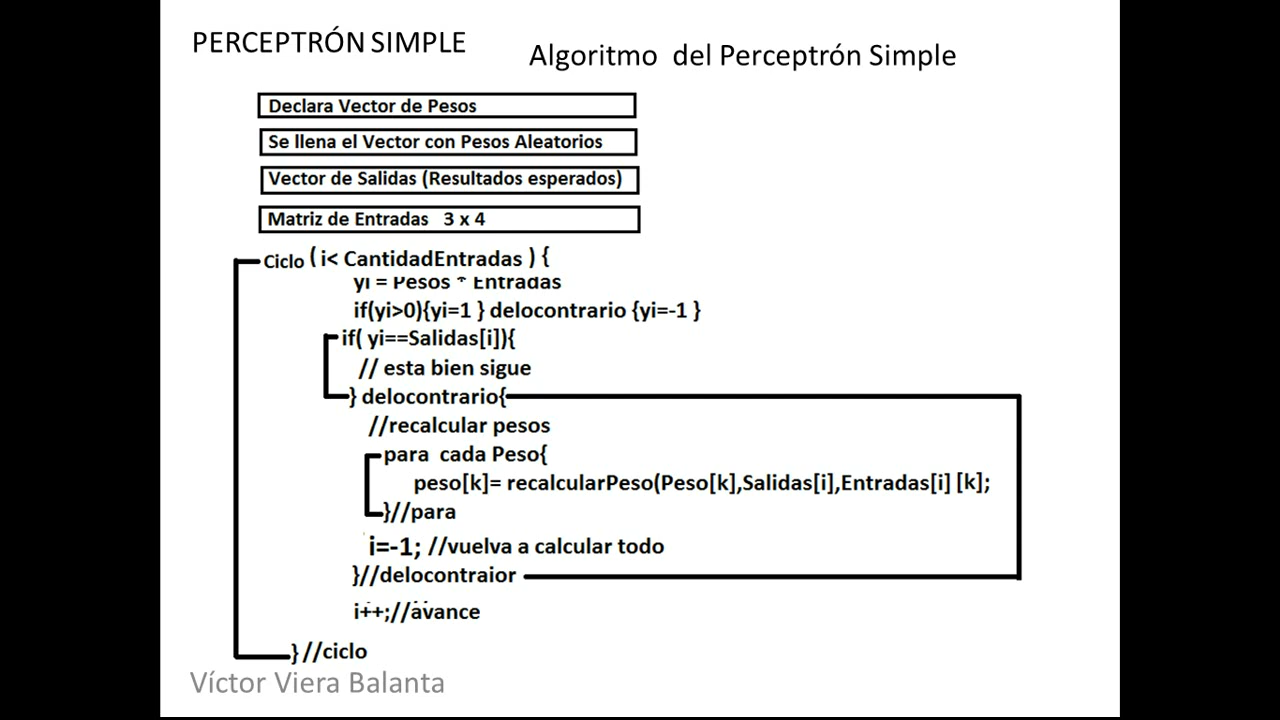 PERCEPTRÓN SIMPLE
Algoritmo del Perceptrón Simple
Declara Vector de Pesos
Se llena el Vector con Pesos Aleatorios
Vector de Salidas (Resultados esperados)
Matriz de Entradas 3 x 4
Ciclo ( i< CantidadEntradas ) {
yi = Pesos * Entradas
if(yi>0){yi=1 } delocontrario {yi=-1 }
if( yi==Salidas[i]){
// esta bien sigue
} delocontrario{
//recalcular pesos
para cada Peso{
peso[k]= recalcularPeso(Peso[k],Salidas[i],Entradas[i] [k];
}//para
i=-1; //vuelva a calcular todo
}//delocontraior
i++;//avance
} //ciclo
Víctor Viera Balanta